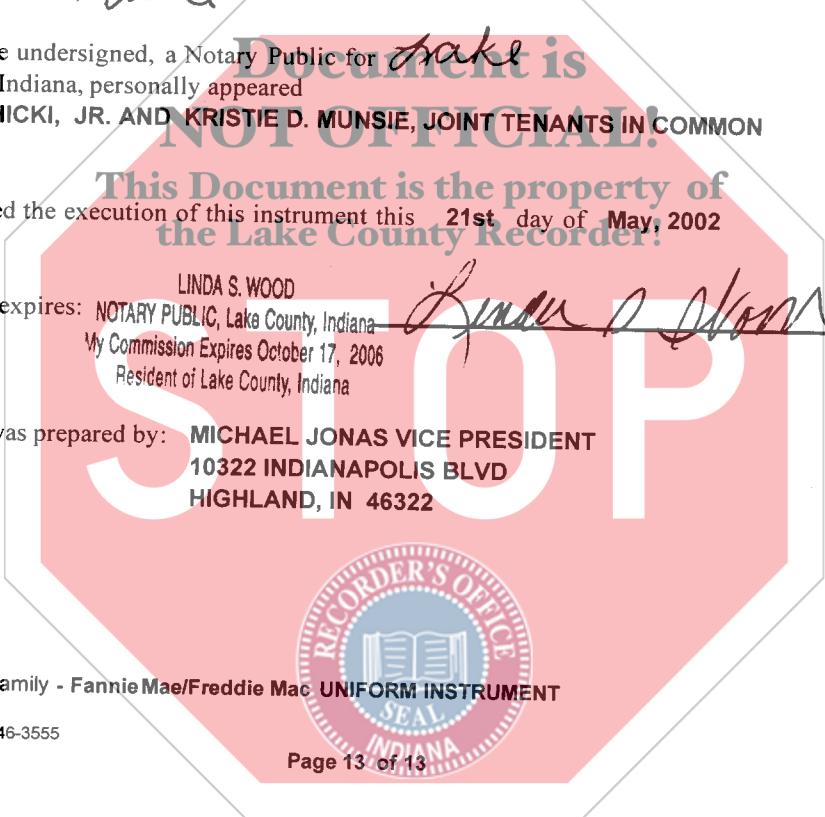 e undersigned, a Notary Public for Lake
Document is
Indiana, personally appeared
HICKI, JR. AND KRISTIE D. MUNSIE, JOINT TENANTS IN COMMON
NOT OFFICIAL!
This Document is the property of
ed the execution of this instrument this 21st day of May, 2002
the Lake County Recorder!
LINDA S. WOOD
expires: NOTARY PUBLIC, Lake County, Indiana
My Commission Expires October 17, 2006
Resident of Lake County, Indiana
Linda S Wood
STOP
was prepared by: MICHAEL JONAS VICE PRESIDENT
10322 INDIANAPOLIS BLVD
HIGHLAND, IN 46322
RECORDER'S OFFICE
SEAL
INDIANA
amily - Fannie Mae/Freddie Mac UNIFORM INSTRUMENT
46-3555
Page 13 of 13